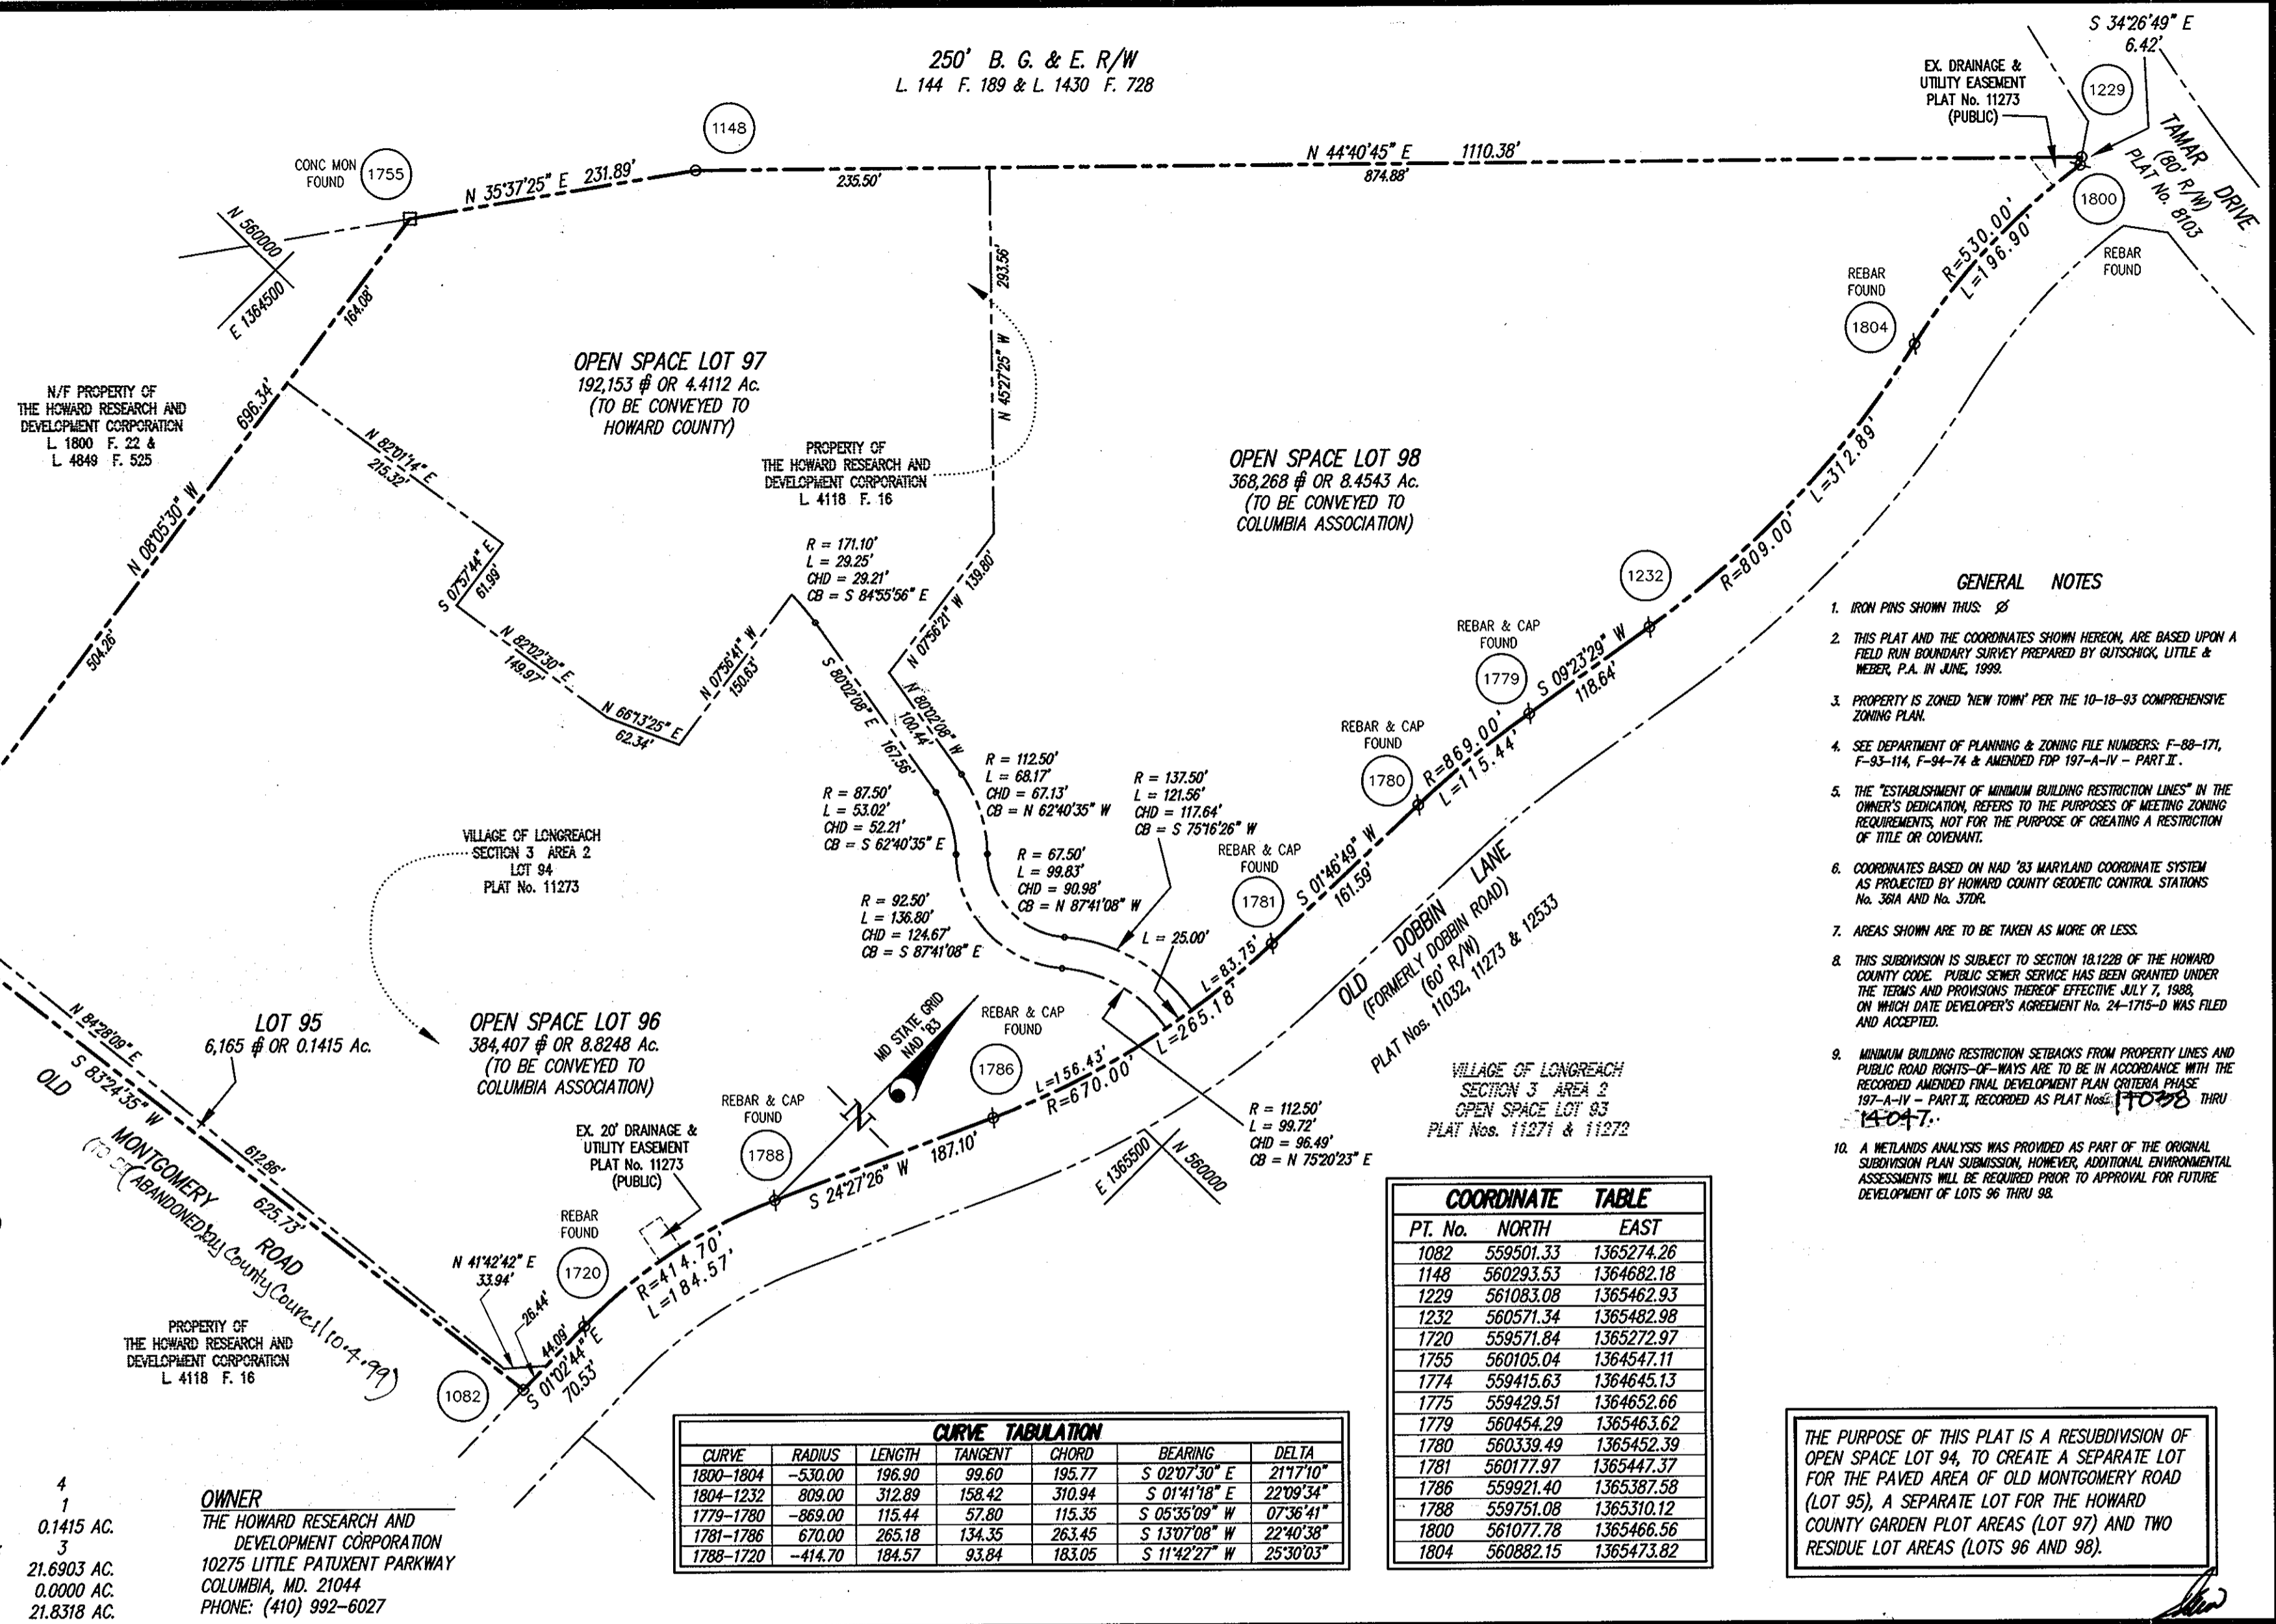 250' B. G. & E. R/W
L. 144 F. 189 & L. 1430 F. 728
S 34°26'49" E
6.42'
EX. DRAINAGE &
UTILITY EASEMENT
PLAT No. 11273
(PUBLIC)
1229
TAMAR DRIVE
(80' R/W)
PLAT No. 8103
1800
REBAR
FOUND
1148
CONC MON
FOUND
1755
N 35°37'25" E 231.89'
N 44°40'45" E 1110.38'
235.50'
874.88'
N 560000
E 1364500
164.08'
696.34'
N 08°05'30" W
504.26'
293.56'
N 45°27'25" W
R=530.00'
L=196.90'
REBAR
FOUND
1804
OPEN SPACE LOT 97
192,153 # OR 4.4112 Ac.
(TO BE CONVEYED TO
HOWARD COUNTY)
N/F PROPERTY OF
THE HOWARD RESEARCH AND
DEVELOPMENT CORPORATION
L 1800 F. 22 &
L 4849 F. 525
N 82°01'14" E
215.32'
PROPERTY OF
THE HOWARD RESEARCH AND
DEVELOPMENT CORPORATION
L 4118 F. 16
OPEN SPACE LOT 98
368,268 # OR 8.4543 Ac.
(TO BE CONVEYED TO
COLUMBIA ASSOCIATION)
L=312.89'
R=809.00'
S 07°57'44" E
61.99'
N 82°02'30" E
149.97'
N 66°13'25" E
62.34'
N 07°56'41" W
150.63'
R = 171.10'
L = 29.25'
CHD = 29.21'
CB = S 84°55'56" E
N 07°56'21" W 139.80'
S 80°02'08" E
167.56'
N 80°02'08" W
100.44'
1232
REBAR & CAP
FOUND
1779
S 09°23'29" W
118.64'
REBAR & CAP
FOUND
1780
R=869.00'
L=115.44'
R = 112.50'
L = 68.17'
CHD = 67.13'
CB = N 62°40'35" W
R = 137.50'
L = 121.56'
CHD = 117.64'
CB = S 75°16'26" W
R = 87.50'
L = 53.02'
CHD = 52.21'
CB = S 62°40'35" E
R = 67.50'
L = 99.83'
CHD = 90.98'
CB = N 87°41'08" W
REBAR & CAP
FOUND
1781
S 01°46'49" W
161.59'
R = 92.50'
L = 136.80'
CHD = 124.67'
CB = S 87°41'08" E
L = 25.00'
L=83.75'
L=265.18'
OLD DOBBIN LANE
(FORMERLY DOBBIN ROAD)
(60' R/W)
PLAT Nos. 11032, 11273 & 12533
VILLAGE OF LONGREACH
SECTION 3 AREA 2
LOT 94
PLAT No. 11273
LOT 95
6,165 # OR 0.1415 Ac.
OPEN SPACE LOT 96
384,407 # OR 8.8248 Ac.
(TO BE CONVEYED TO
COLUMBIA ASSOCIATION)
MD STATE GRID
NAD '83
N
REBAR & CAP
FOUND
1786
L=156.43'
R=670.00'
REBAR & CAP
FOUND
1788
S 24°27'26" W 187.10'
R = 112.50'
L = 99.72'
CHD = 96.49'
CB = N 75°20'23" E
E 1365500
N 560000
VILLAGE OF LONGREACH
SECTION 3 AREA 2
OPEN SPACE LOT 93
PLAT Nos. 11271 & 11272
N 84°28'09" E
S 83°24'35" W
612.86'
625.73'
OLD MONTGOMERY ROAD
(TO BE (ABANDONED) by County Council 10.4.99)
EX. 20' DRAINAGE &
UTILITY EASEMENT
PLAT No. 11273
(PUBLIC)
REBAR
FOUND
1720
R=414.70'
L=184.57'
N 41°42'42" E
33.94'
26.44'
44.09'
S 01°02'44" E
70.53'
1082
PROPERTY OF
THE HOWARD RESEARCH AND
DEVELOPMENT CORPORATION
L 4118 F. 16
GENERAL NOTES
1. IRON PINS SHOWN THUS:
2. THIS PLAT AND THE COORDINATES SHOWN HEREON, ARE BASED UPON A
FIELD RUN BOUNDARY SURVEY PREPARED BY GUTSCHICK, LITTLE &
WEBER, P.A. IN JUNE, 1999.
3. PROPERTY IS ZONED 'NEW TOWN' PER THE 10-18-93 COMPREHENSIVE
ZONING PLAN.
4. SEE DEPARTMENT OF PLANNING & ZONING FILE NUMBERS: F-88-171,
F-93-114, F-94-74 & AMENDED FDP 197-A-IV - PART II.
5. THE "ESTABLISHMENT OF MINIMUM BUILDING RESTRICTION LINES" IN THE
OWNER'S DEDICATION, REFERS TO THE PURPOSES OF MEETING ZONING
REQUIREMENTS, NOT FOR THE PURPOSE OF CREATING A RESTRICTION
OF TITLE OR COVENANT.
6. COORDINATES BASED ON NAD '83 MARYLAND COORDINATE SYSTEM
AS PROJECTED BY HOWARD COUNTY GEODETIC CONTROL STATIONS
No. 361A AND No. 37DR.
7. AREAS SHOWN ARE TO BE TAKEN AS MORE OR LESS.
8. THIS SUBDIVISION IS SUBJECT TO SECTION 18.122B OF THE HOWARD
COUNTY CODE. PUBLIC SEWER SERVICE HAS BEEN GRANTED UNDER
THE TERMS AND PROVISIONS THEREOF EFFECTIVE JULY 7, 1988,
ON WHICH DATE DEVELOPER'S AGREEMENT No. 24-1715-D WAS FILED
AND ACCEPTED.
9. MINIMUM BUILDING RESTRICTION SETBACKS FROM PROPERTY LINES AND
PUBLIC ROAD RIGHTS-OF-WAYS ARE TO BE IN ACCORDANCE WITH THE
RECORDED AMENDED FINAL DEVELOPMENT PLAN CRITERIA PHASE
197-A-IV - PART II, RECORDED AS PLAT Nos. THRU
10. A WETLANDS ANALYSIS WAS PROVIDED AS PART OF THE ORIGINAL
SUBDIVISION PLAN SUBMISSION, HOWEVER, ADDITIONAL ENVIRONMENTAL
ASSESSMENTS WILL BE REQUIRED PRIOR TO APPROVAL FOR FUTURE
DEVELOPMENT OF LOTS 96 THRU 98.
COORDINATE TABLE
PT. No. NORTH EAST
1082 559501.33 1365274.26
1148 560293.53 1364682.18
1229 561083.08 1365462.93
1232 560571.34 1365482.98
1720 559571.84 1365272.97
1755 560105.04 1364547.11
1774 559415.63 1364645.13
1775 559429.51 1364652.66
1779 560454.29 1365463.62
1780 560339.49 1365452.39
1781 560177.97 1365447.37
1786 559921.40 1365387.58
1788 559751.08 1365310.12
1800 561077.78 1365466.56
1804 560882.15 1365473.82
CURVE TABULATION
CURVE RADIUS LENGTH TANGENT CHORD BEARING DELTA
1800-1804 -530.00 196.90 99.60 195.77 S 02°07'30" E 21°17'10"
1804-1232 809.00 312.89 158.42 310.94 S 01°41'18" E 22°09'34"
1779-1780 -869.00 115.44 57.80 115.35 S 05°35'09" W 07°36'41"
1781-1786 670.00 265.18 134.35 263.45 S 13°07'08" W 22°40'38"
1788-1720 -414.70 184.57 93.84 183.05 S 11°42'27" W 25°30'03"
4
1
0.1415 AC.
3
21.6903 AC.
0.0000 AC.
21.8318 AC.
OWNER
THE HOWARD RESEARCH AND
DEVELOPMENT CORPORATION
10275 LITTLE PATUXENT PARKWAY
COLUMBIA, MD. 21044
PHONE: (410) 992-6027
THE PURPOSE OF THIS PLAT IS A RESUBDIVISION OF
OPEN SPACE LOT 94, TO CREATE A SEPARATE LOT
FOR THE PAVED AREA OF OLD MONTGOMERY ROAD
(LOT 95), A SEPARATE LOT FOR THE HOWARD
COUNTY GARDEN PLOT AREAS (LOT 97) AND TWO
RESIDUE LOT AREAS (LOTS 96 AND 98).